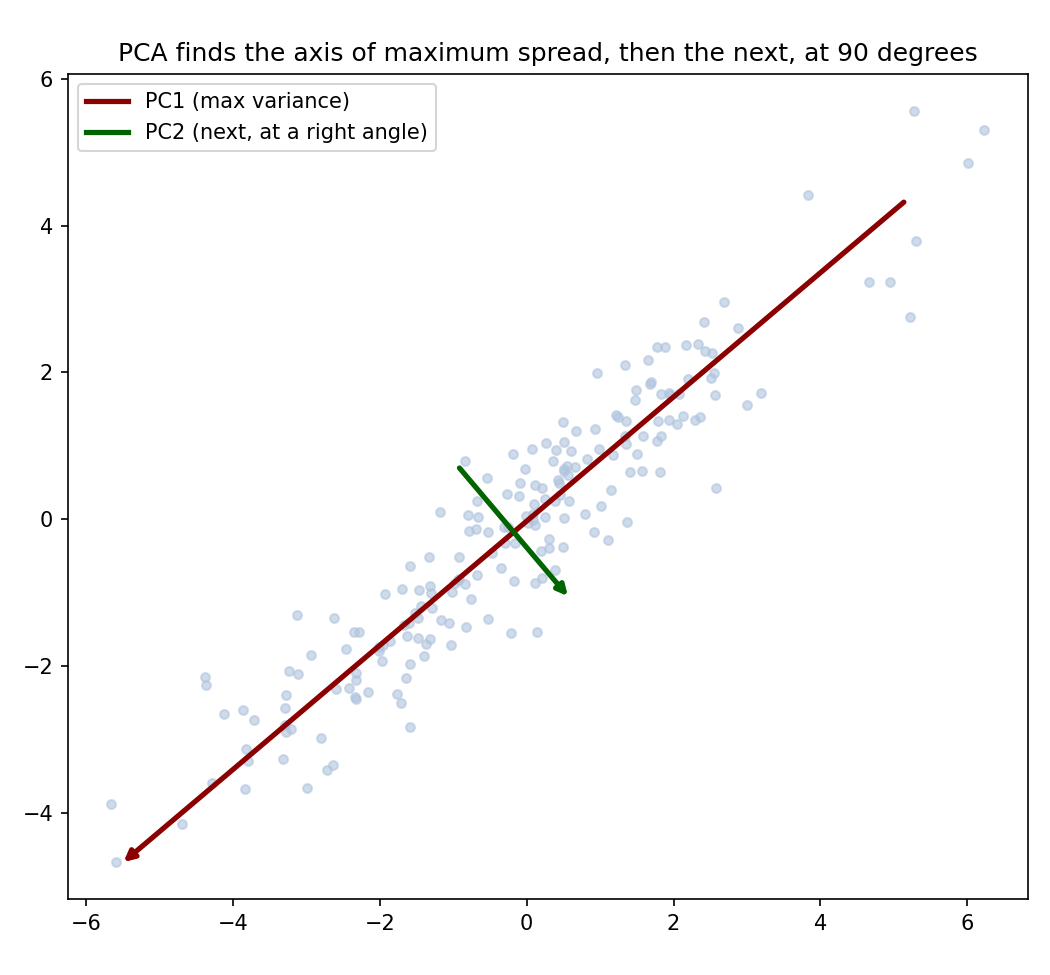 PCA finds the axis of maximum spread, then the next, at 90 degrees
PC1 (max variance)
PC2 (next, at a right angle)
6
4
2
0
−2
−4
−6 −4 −2 0 2 4 6